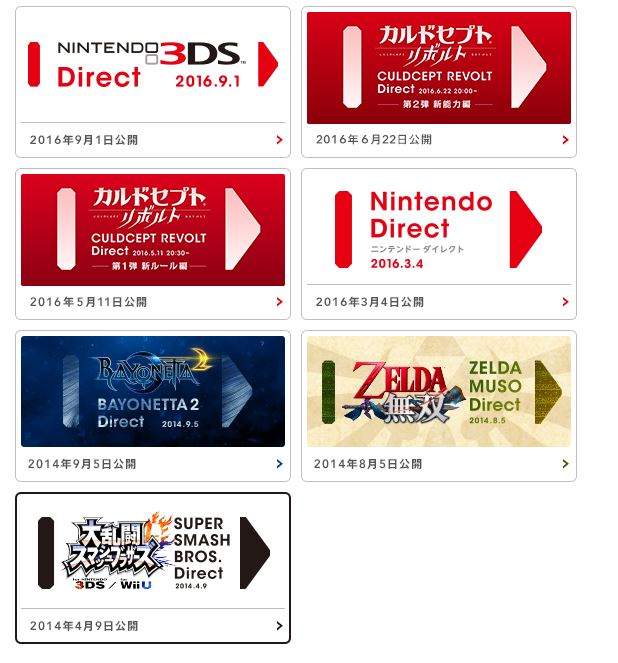 NINTENDO 3DS™
Direct 2016.9.1
2016年9月1日公開
カルドセプト
リボルト
CULDCEPT REVOLT
CULDCEPT REVOLT
Direct 2016.6.22 20:00~
第2弾 新能力編
2016年6月22日公開
カルドセプト
リボルト
CULDCEPT REVOLT
CULDCEPT REVOLT
Direct 2016.5.11 20:30~
第1弾 新ルール編
2016年5月11日公開
Nintendo
Direct
ニンテンドー ダイレクト
2016.3.4
2016年3月4日公開
BAYONETTA 2
BAYONETTA 2
Direct 2014.9.5
2014年9月5日公開
ZELDA
無双
ZELDA
MUSO
Direct
2014.8.5
2014年8月5日公開
大乱闘
スマッシュブラザーズ
for NINTENDO 3DS / for Wii U
SUPER
SMASH
BROS.
Direct
2014.4.9
2014年4月9日公開